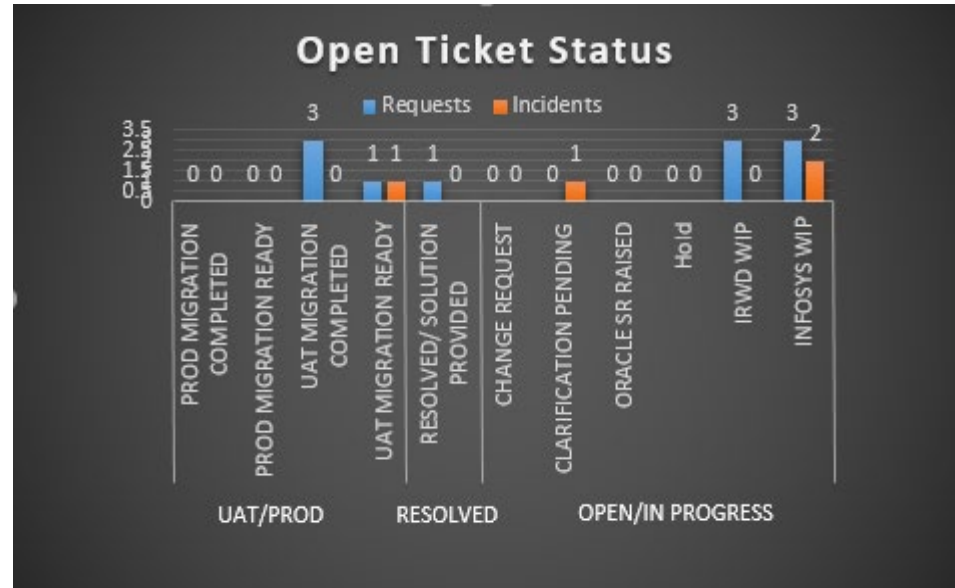 Open Ticket Status
Requests Incidents
3.5
2.5
1.5
0.5
0
0 0 0 0 3 0 1 1 1 0 0 0 0 1 0 0 0 0 3 0 3 2
PROD MIGRATION
COMPLETED
PROD MIGRATION READY
UAT MIGRATION
COMPLETED
UAT MIGRATION READY
RESOLVED/ SOLUTION
PROVIDED
CHANGE REQUEST
CLARIFICATION PENDING
ORACLE SR RAISED
Hold
IRWD WIP
INFOSYS WIP
UAT/PROD RESOLVED OPEN/IN PROGRESS